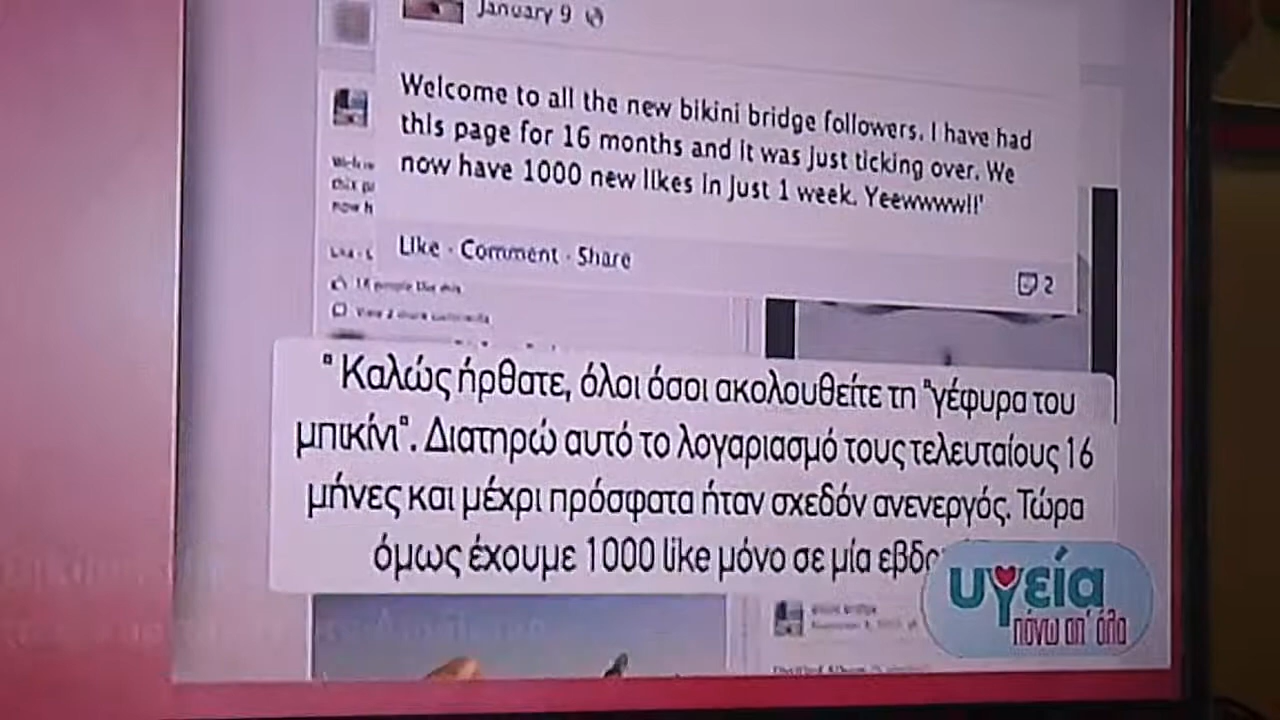 January 9
Welcome to all the new bikini bridge followers. I have had
this page for 16 months and it was just ticking over. We
now have 1000 new likes in just 1 week. Yeewwww!!'
Like · Comment · Share
2
" Καλώς ήρθατε, όλοι όσοι ακολουθείτε τη "γέφυρα του
μπικίνι". Διατηρώ αυτό το λογαριασμό τους τελευταίους 16
μήνες και μέχρι πρόσφατα ήταν σχεδόν ανενεργός. Τώρα
όμως έχουμε 1000 like μόνο σε μία
υγεία
πάνω απ' όλα